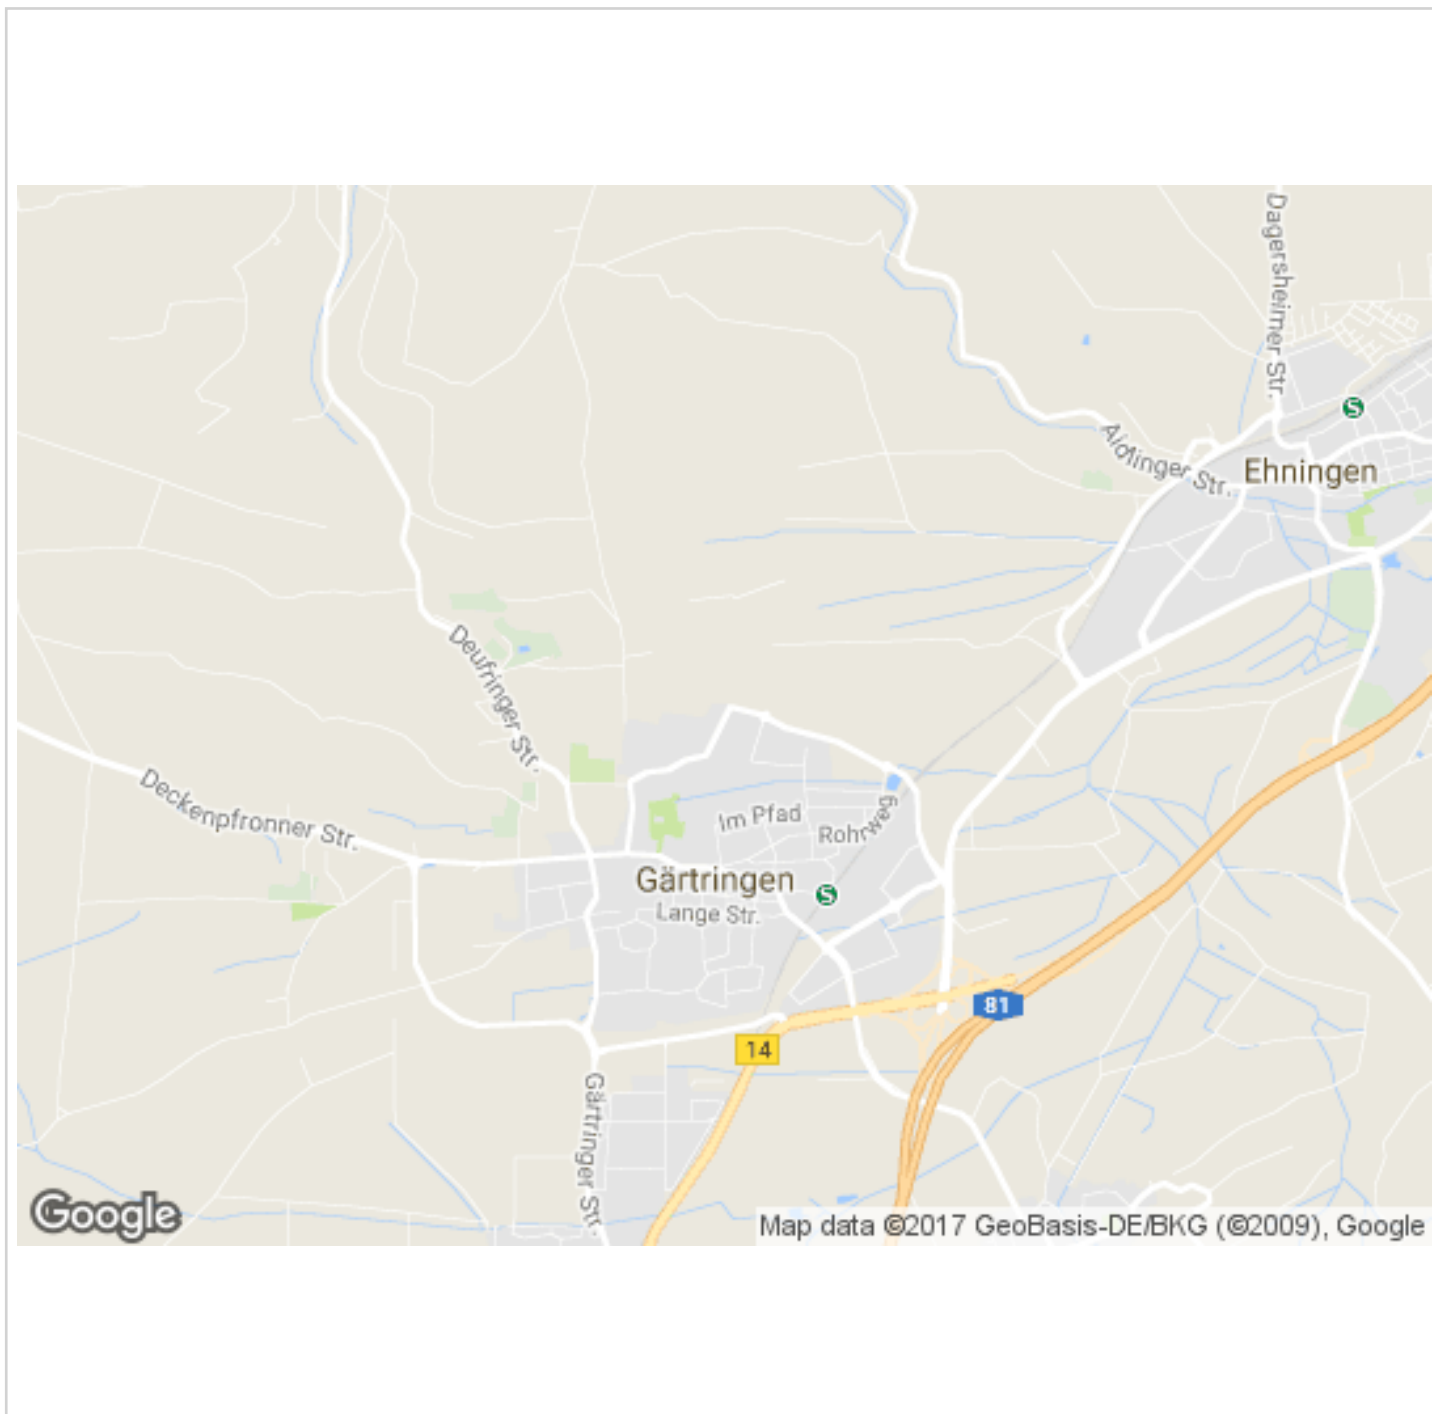 Dagersheimer Str.
Aidlinger Str.
S
Ehningen
Deufringer Str.
Deckenpfronner Str.
Im Pfad
Rohrweg
Gärtringen
S
Lange Str.
81
14
Gärtringer Str.
Google
Map data ©2017 GeoBasis-DE/BKG (©2009), Google